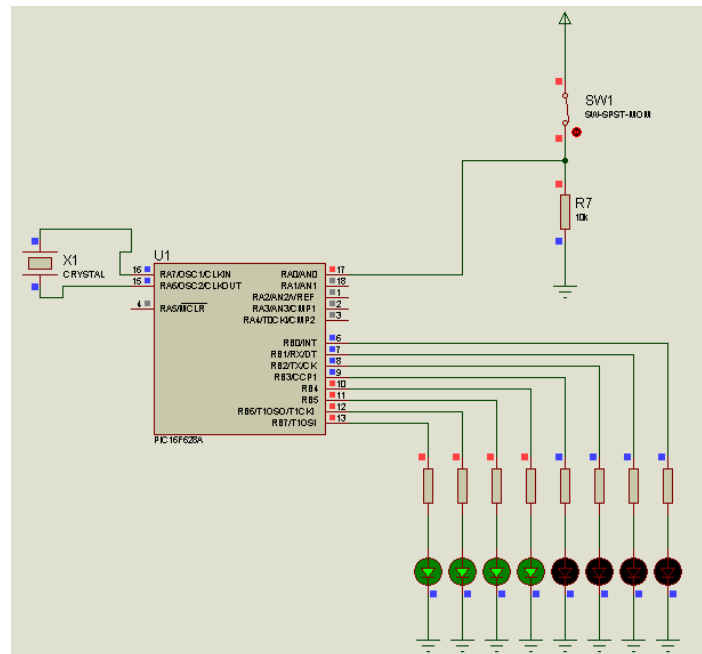 SW1
SW-SPST-MOM
R7
10k
X1
CRYSTAL
U1
16 RA7/OSC1/CLKIN RA0/AN0 17
15 RA6/OSC2/CLKOUT RA1/AN1 18
RA2/AN2/VREF 1
4 RA5/MCLR RA3/AN3/CMP1 2
RA4/T0CKI/CMP2 3
RB0/INT 6
RB1/RX/DT 7
RB2/TX/CK 8
RB3/CCP1 9
RB4 10
RB5 11
RB6/T1OSO/T1CKI 12
RB7/T1OSI 13
PIC16F628A